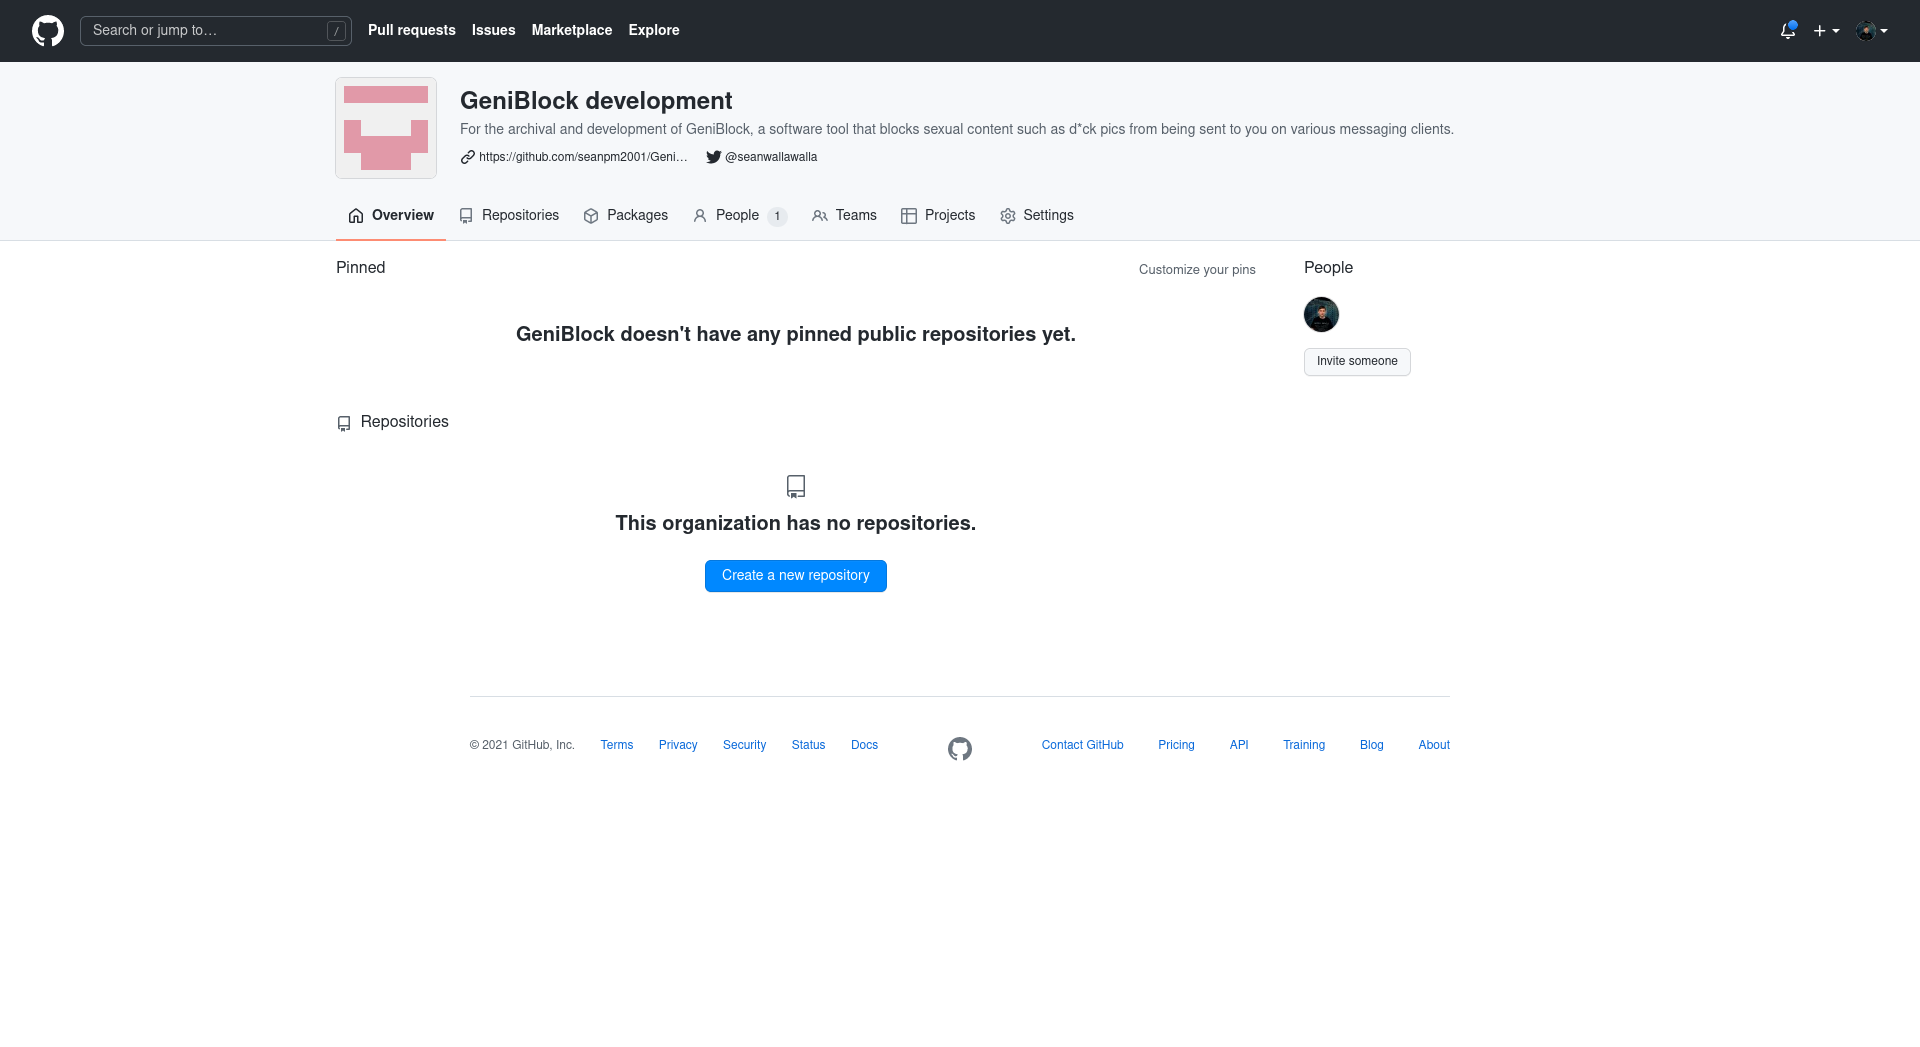 Search or jump to… /
Pull requests Issues Marketplace Explore
GeniBlock development
For the archival and development of GeniBlock, a software tool that blocks sexual content such as d*ck pics from being sent to you on various messaging clients.
https://github.com/seanpm2001/Geni… @seanwallawalla
Overview Repositories Packages People 1 Teams Projects Settings
Pinned Customize your pins
GeniBlock doesn't have any pinned public repositories yet.
People
Invite someone
Repositories
This organization has no repositories.
Create a new repository
© 2021 GitHub, Inc. Terms Privacy Security Status Docs Contact GitHub Pricing API Training Blog About